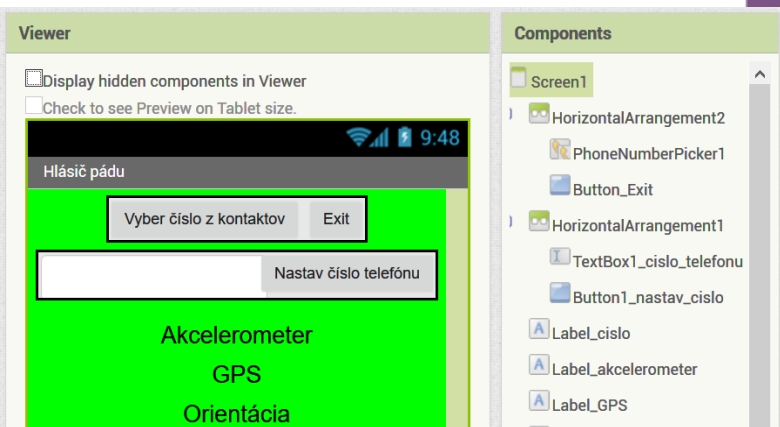 Viewer
Display hidden components in Viewer
Check to see Preview on Tablet size.
9:48
Hlásič pádu
Vyber číslo z kontaktov
Exit
Nastav číslo telefónu
Akcelerometer
GPS
Orientácia
Components
Screen1
HorizontalArrangement2
PhoneNumberPicker1
Button_Exit
HorizontalArrangement1
TextBox1_cislo_telefonu
Button1_nastav_cislo
Label_cislo
Label_akcelerometer
Label_GPS